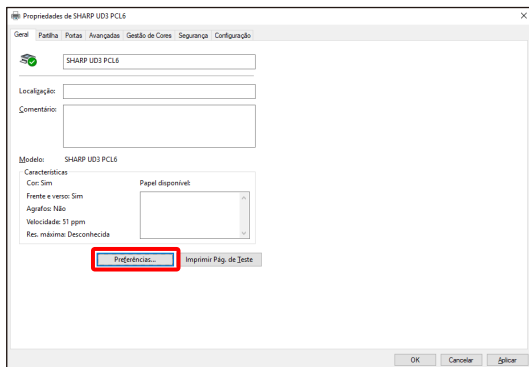 Propriedades de SHARP UD3 PCL6
Geral Partilha Portas Avançadas Gestão de Cores Segurança Configuração
SHARP UD3 PCL6
Localização:
Comentário:
Modelo: SHARP UD3 PCL6
Características
Cor: Sim Papel disponível:
Frente e verso: Sim
Agrafos: Não
Velocidade: 51 ppm
Res. máxima: Desconhecida
Preferências... Imprimir Pág. de Teste
OK Cancelar Aplicar